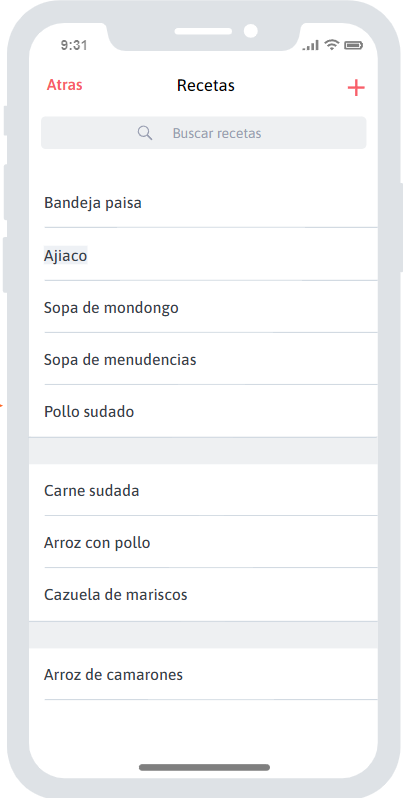 9:31
Atras Recetas +
Buscar recetas
Bandeja paisa
Ajiaco
Sopa de mondongo
Sopa de menudencias
Pollo sudado
Carne sudada
Arroz con pollo
Cazuela de mariscos
Arroz de camarones